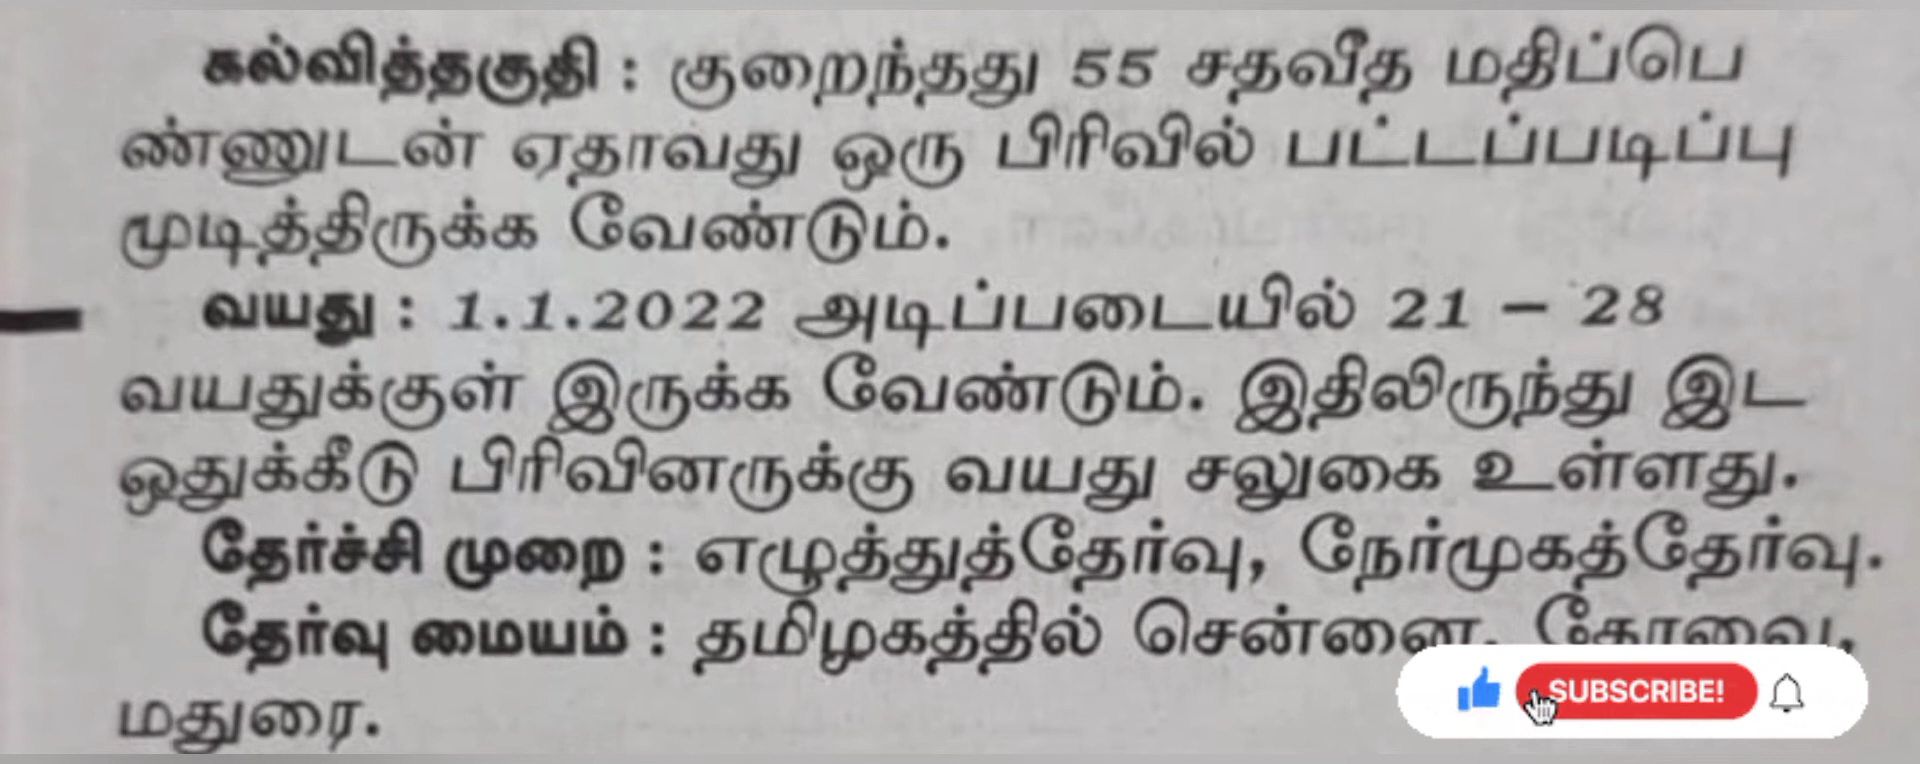 கல்வித்தகுதி : குறைந்தது 55 சதவீத மதிப்பெ
ண்ணுடன் ஏதாவது ஒரு பிரிவில் பட்டப்படிப்பு
முடித்திருக்க வேண்டும்.
வயது : 1.1.2022 அடிப்படையில் 21 – 28
வயதுக்குள் இருக்க வேண்டும். இதிலிருந்து இட
ஒதுக்கீடு பிரிவினருக்கு வயது சலுகை உள்ளது.
தேர்ச்சி முறை : எழுத்துத்தேர்வு, நேர்முகத்தேர்வு.
தேர்வு மையம் : தமிழகத்தில் சென்னை, கோவை,
மதுரை.
SUBSCRIBE!